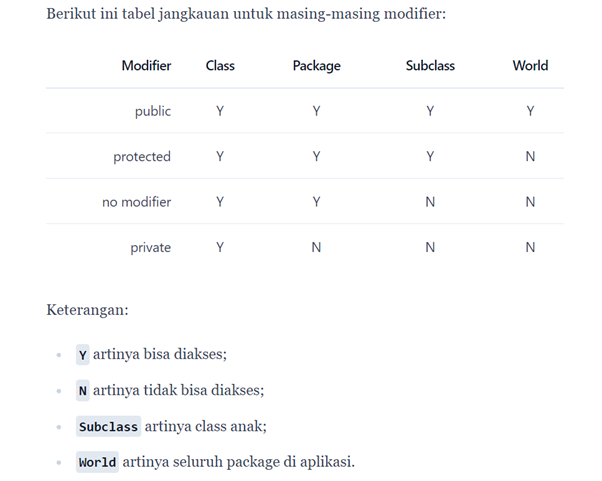 Berikut ini tabel jangkauan untuk masing-masing modifier:
Modifier Class Package Subclass World
public Y Y Y Y
protected Y Y Y N
no modifier Y Y N N
private Y N N N
Keterangan:
Y artinya bisa diakses;
N artinya tidak bisa diakses;
Subclass artinya class anak;
World artinya seluruh package di aplikasi.